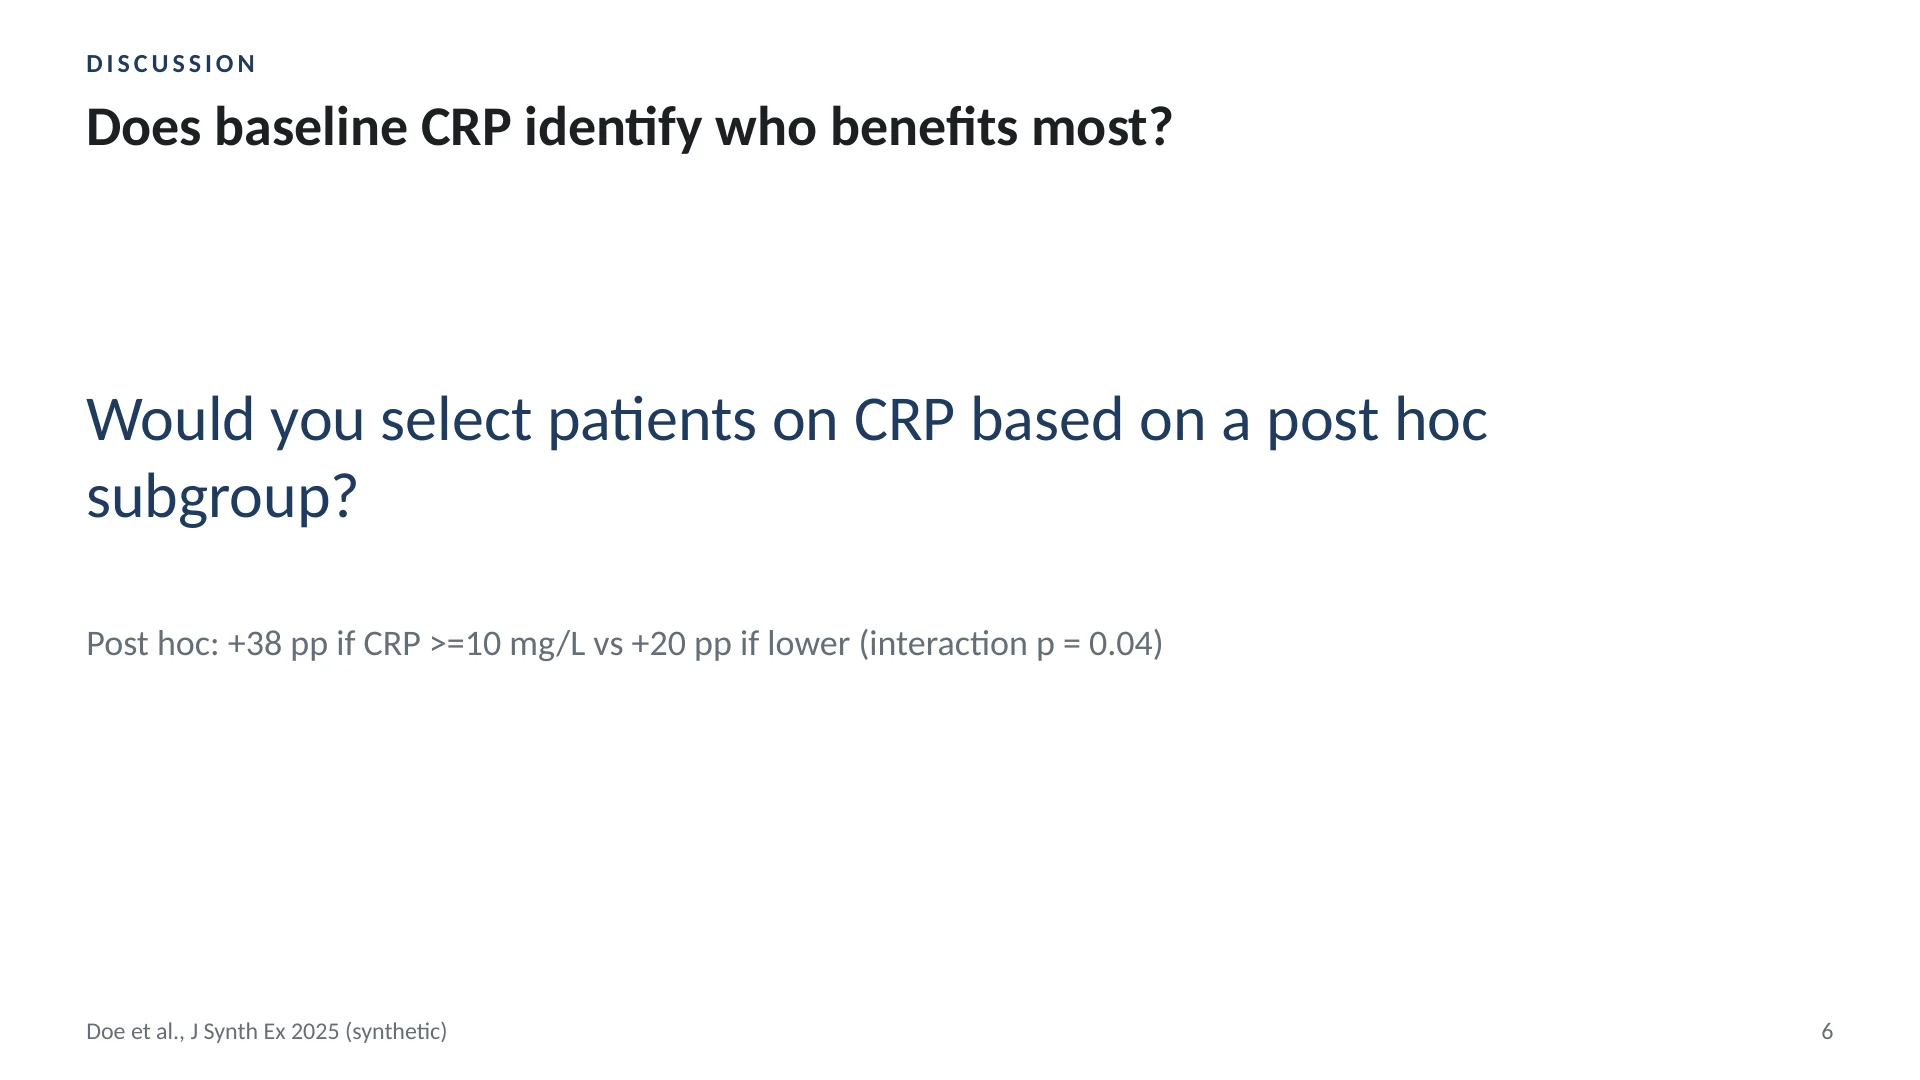 DISCUSSION
Does baseline CRP identify who benefits most?
Would you select patients on CRP based on a post hoc
subgroup?
Post hoc: +38 pp if CRP >=10 mg/L vs +20 pp if lower (interaction p = 0.04)
Doe et al., J Synth Ex 2025 (synthetic)
6